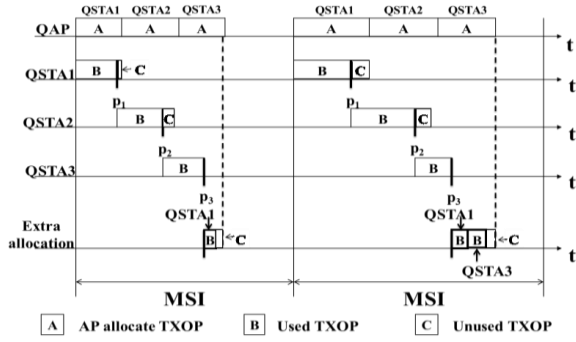 QSTA1 QSTA2 QSTA3 QSTA1 QSTA2 QSTA3
QAP A A A A A A t
QSTA1 B C B C t
p1 p1
QSTA2 B C B C t
p2 p2
QSTA3 B B t
p3 p3
QSTA1 QSTA1
Extra
allocation B C B B C t
QSTA3
MSI MSI
A AP allocate TXOP B Used TXOP C Unused TXOP